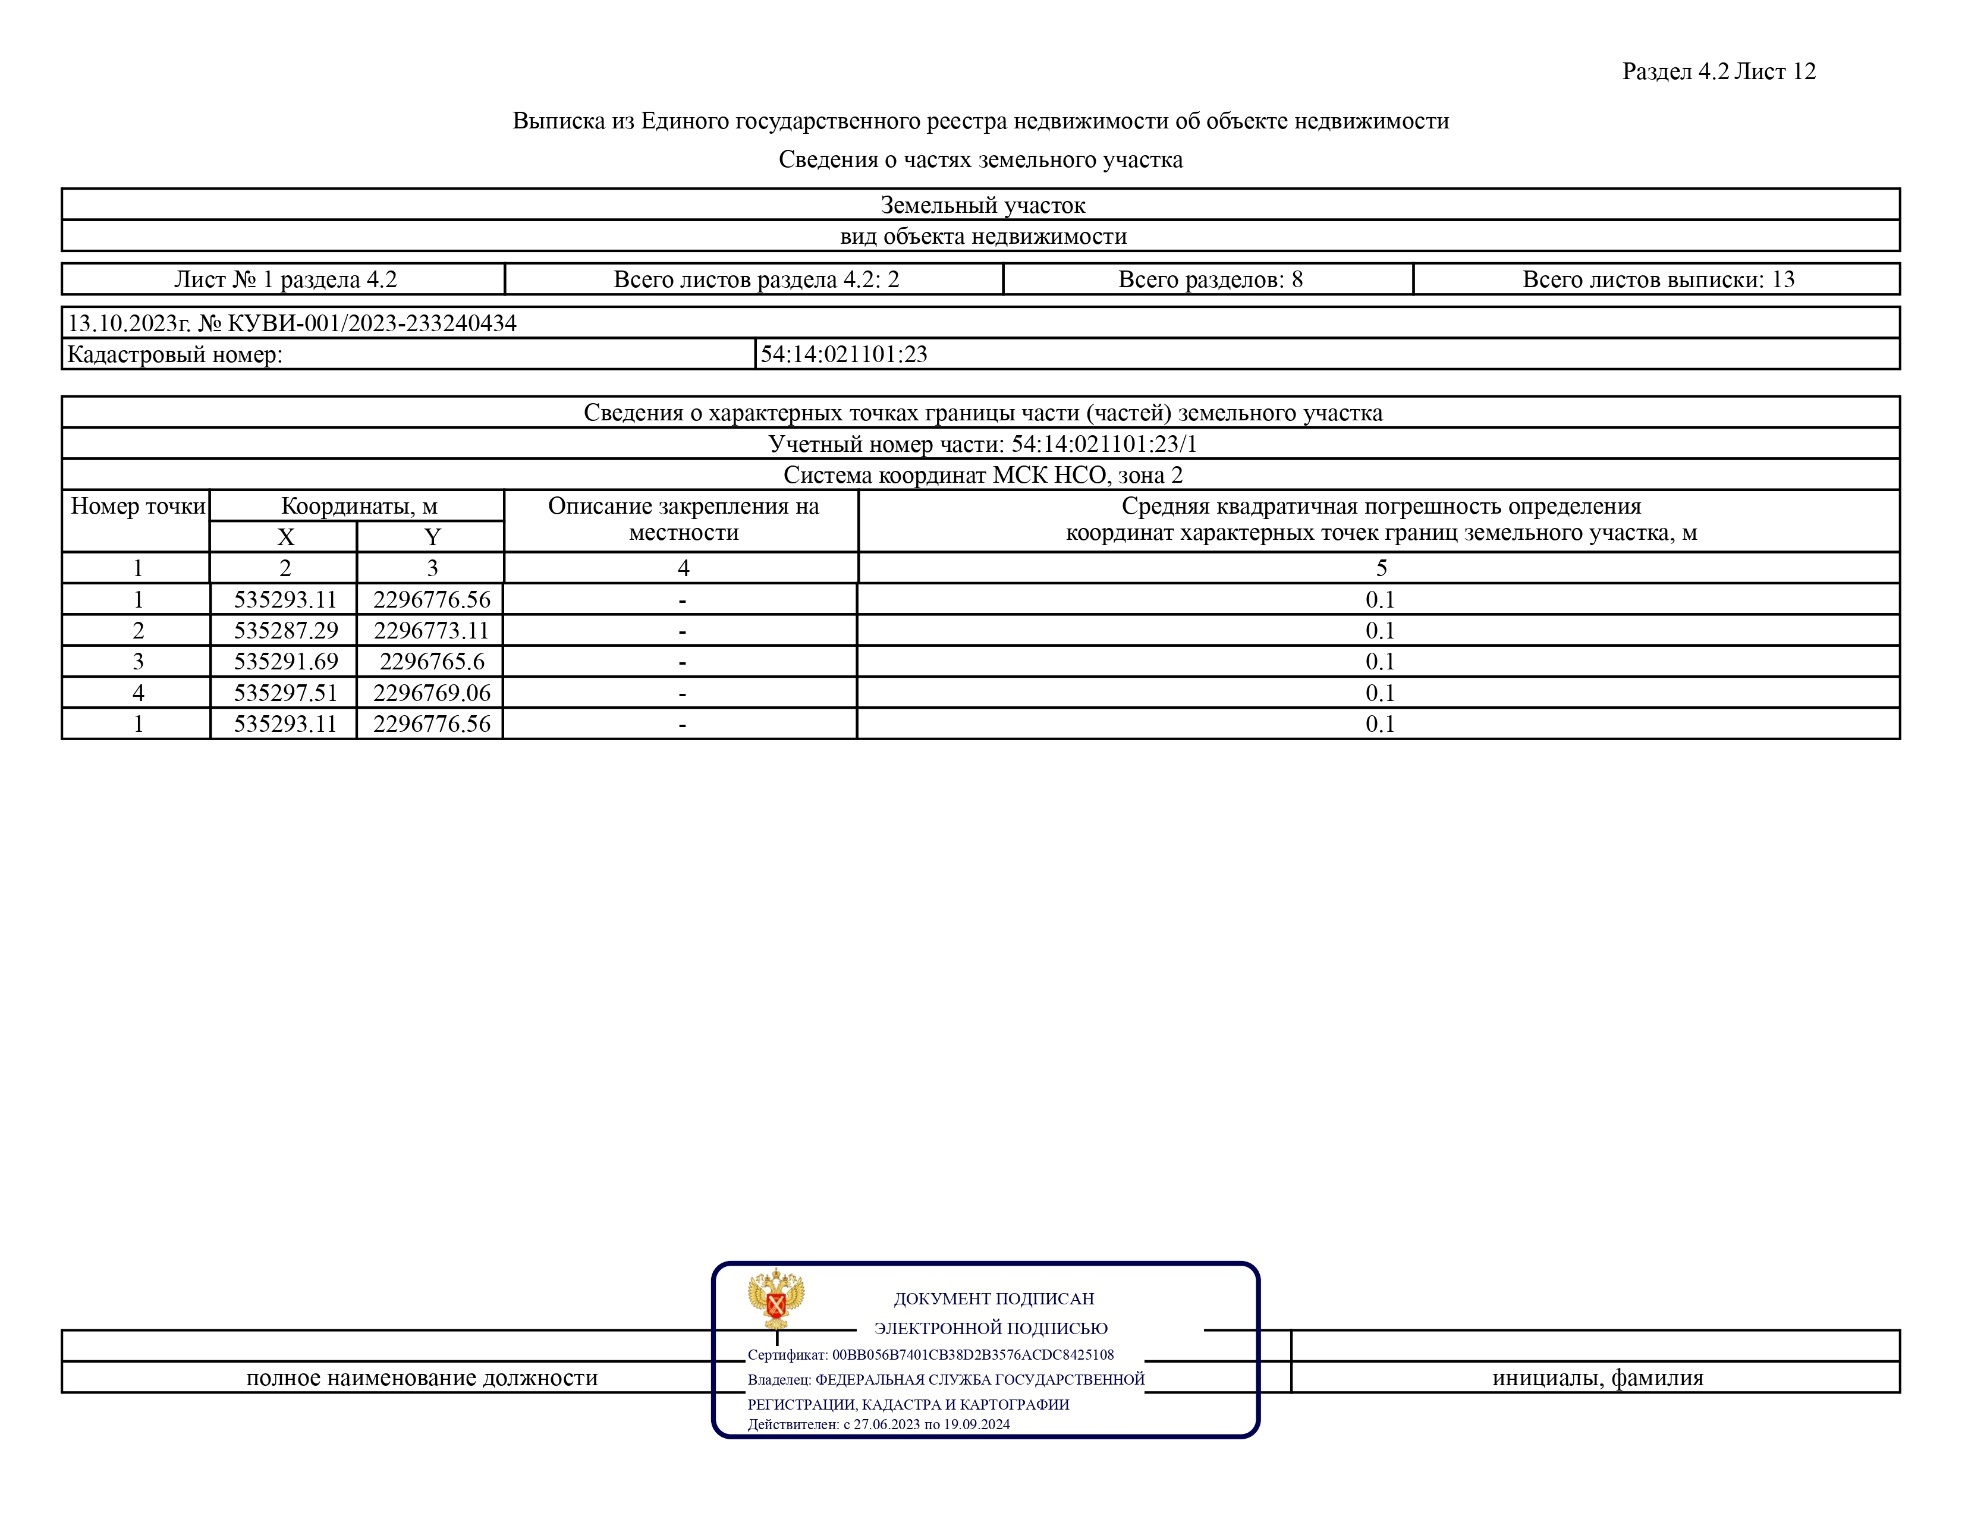 Раздел 4.2 Лист 12
Выписка из Единого государственного реестра недвижимости об объекте недвижимости
Сведения о частях земельного участка
Земельный участок
вид объекта недвижимости
Лист № 1 раздела 4.2 Всего листов раздела 4.2: 2 Всего разделов: 8 Всего листов выписки: 13
13.10.2023г. № КУВИ-001/2023-233240434
Кадастровый номер: 54:14:021101:23
Сведения о характерных точках границы части (частей) земельного участка
Учетный номер части: 54:14:021101:23/1
Система координат МСК НСО, зона 2
Номер точки Координаты, м Описание закрепления на Средняя квадратичная погрешность определения
X Y местности координат характерных точек границ земельного участка, м
1 2 3 4 5
1 535293.11 2296776.56 - 0.1
2 535287.29 2296773.11 - 0.1
3 535291.69 2296765.6 - 0.1
4 535297.51 2296769.06 - 0.1
1 535293.11 2296776.56 - 0.1
ДОКУМЕНТ ПОДПИСАН
ЭЛЕКТРОННОЙ ПОДПИСЬЮ
Сертификат: 00BB056B7401CB38D2B3576ACDC8425108
полное наименование должности
Владелец: ФЕДЕРАЛЬНАЯ СЛУЖБА ГОСУДАРСТВЕННОЙ
РЕГИСТРАЦИИ, КАДАСТРА И КАРТОГРАФИИ
Действителен: с 27.06.2023 по 19.09.2024
инициалы, фамилия